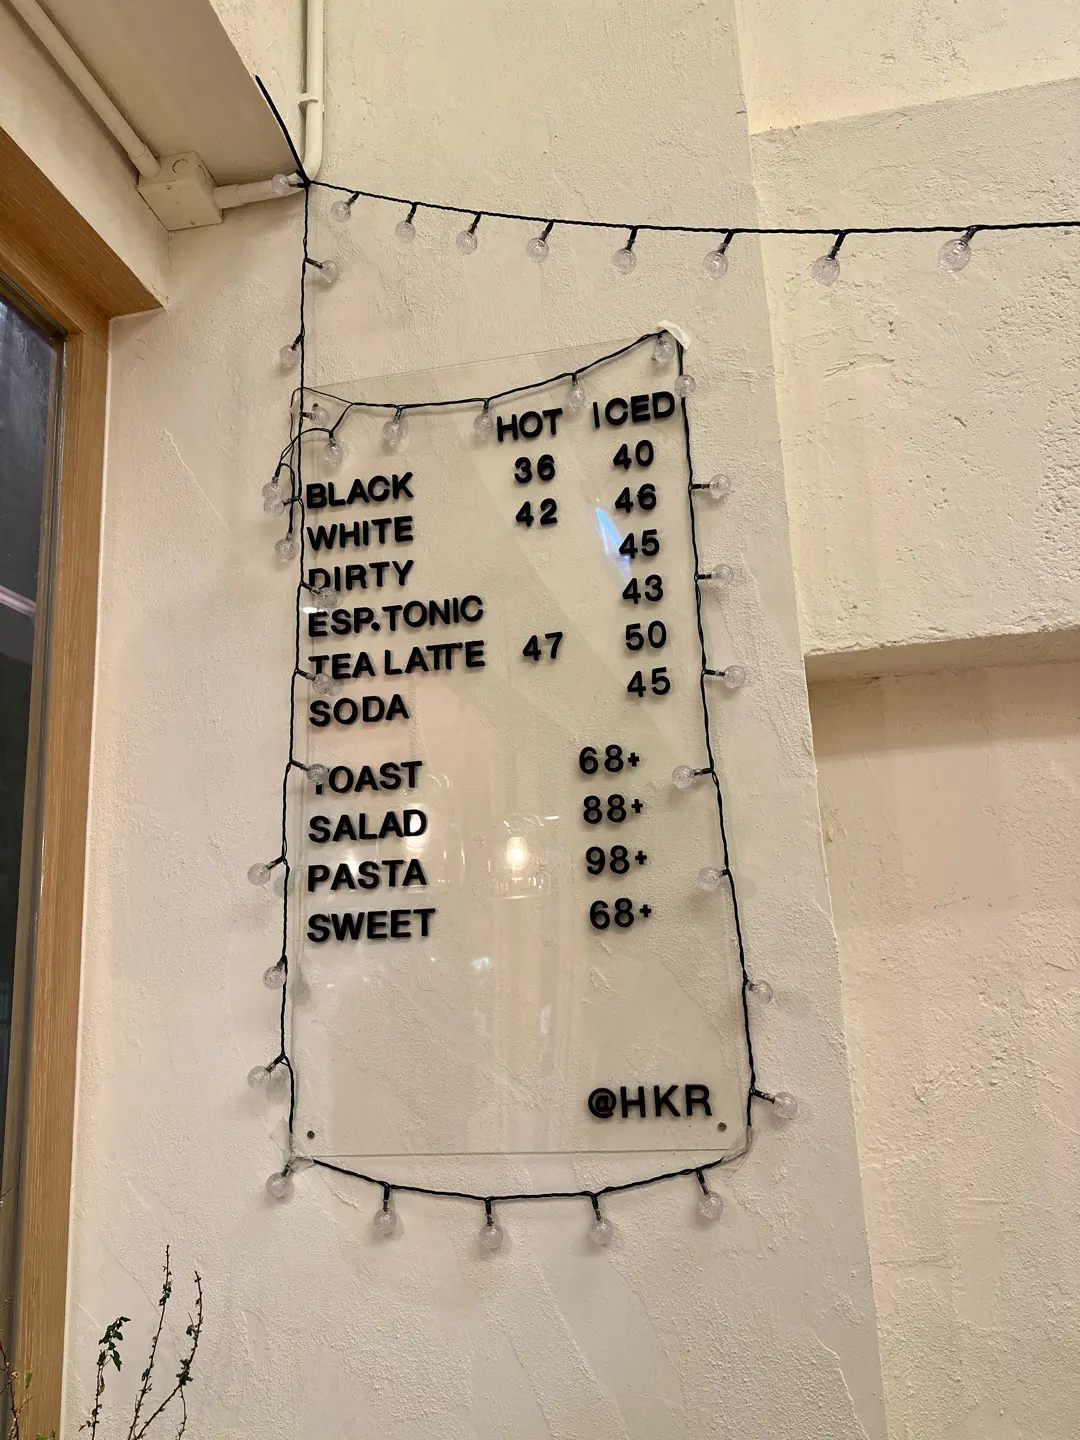 HOT ICED
BLACK 36 40
WHITE 42 46
DIRTY 45
ESP.TONIC 43
TEA LATTE 47 50
SODA 45
TOAST 68+
SALAD 88+
PASTA 98+
SWEET 68+
@HKR